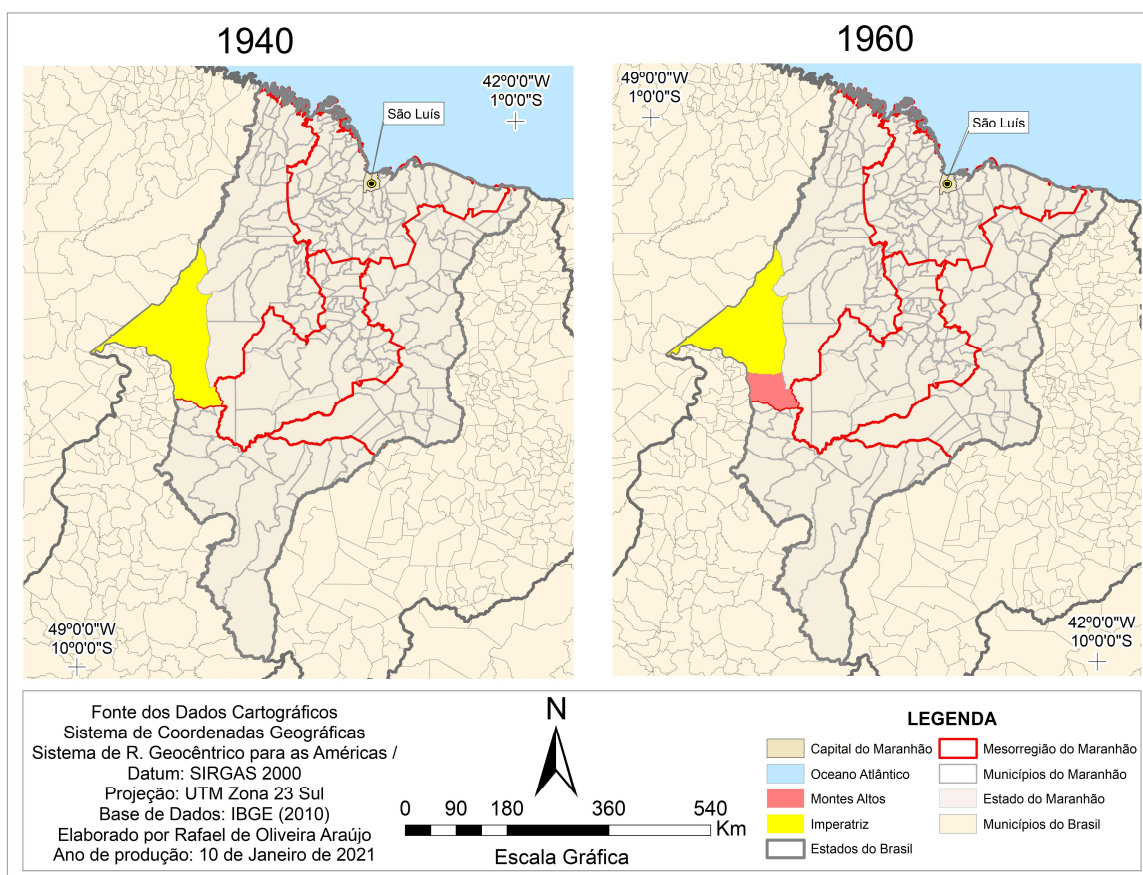 1940
1960
42º0'0"W
1º0'0"S
São Luís
49º0'0"W
10º0'0"S
49º0'0"W
1º0'0"S
São Luís
42º0'0"W
10º0'0"S
Fonte dos Dados Cartográficos
Sistema de Coordenadas Geográficas
Sistema de R. Geocêntrico para as Américas /
Datum: SIRGAS 2000
Projeção: UTM Zona 23 Sul
Base de Dados: IBGE (2010)
Elaborado por Rafael de Oliveira Araújo
Ano de produção: 10 de Janeiro de 2021
N
0 90 180 360 540
Km
Escala Gráfica
LEGENDA
Capital do Maranhão
Oceano Atlântico
Montes Altos
Imperatriz
Estados do Brasil
Mesorregião do Maranhão
Municípios do Maranhão
Estado do Maranhão
Municípios do Brasil